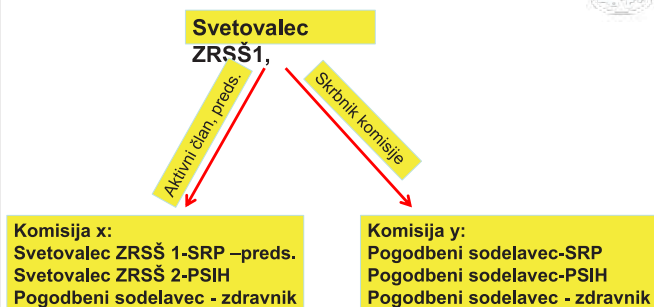 Svetovalec
ZRSŠ1,
Aktivni član, preds.
Skrbnik komisije
Komisija x:
Svetovalec ZRSŠ 1-SRP –preds.
Svetovalec ZRSŠ 2-PSIH
Pogodbeni sodelavec - zdravnik
Komisija y:
Pogodbeni sodelavec-SRP
Pogodbeni sodelavec-PSIH
Pogodbeni sodelavec - zdravnik